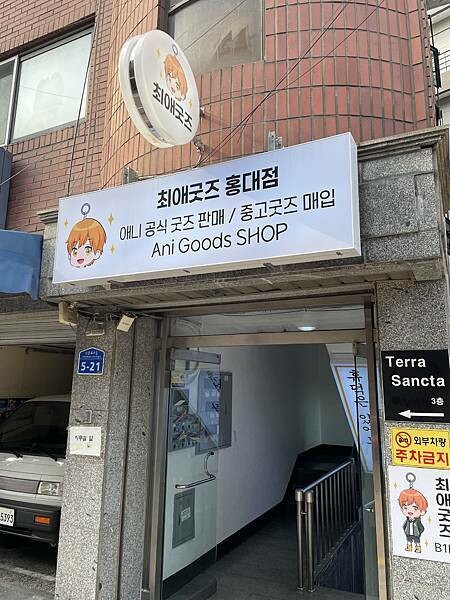 최애굿즈
최애굿즈 홍대점
애니 공식 굿즈 판매 / 중고굿즈 매입
Ani Goods SHOP
5-21
Terra
Sancta
3층
외부차량
주차금지
최애굿즈
B1F
5393